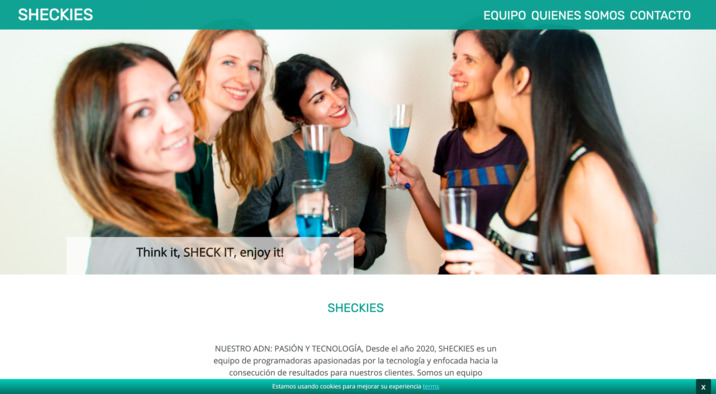 SHECKIES
EQUIPO QUIENES SOMOS CONTACTO
Think it, SHECK IT, enjoy it!
SHECKIES
NUESTRO ADN: PASIÓN Y TECNOLOGÍA, Desde el año 2020, SHECKIES es un
equipo de programadoras apasionadas por la tecnología y enfocada hacia la
consecución de resultados para nuestros clientes. Somos un equipo
Estamos usando cookies para mejorar su experiencia terms
x